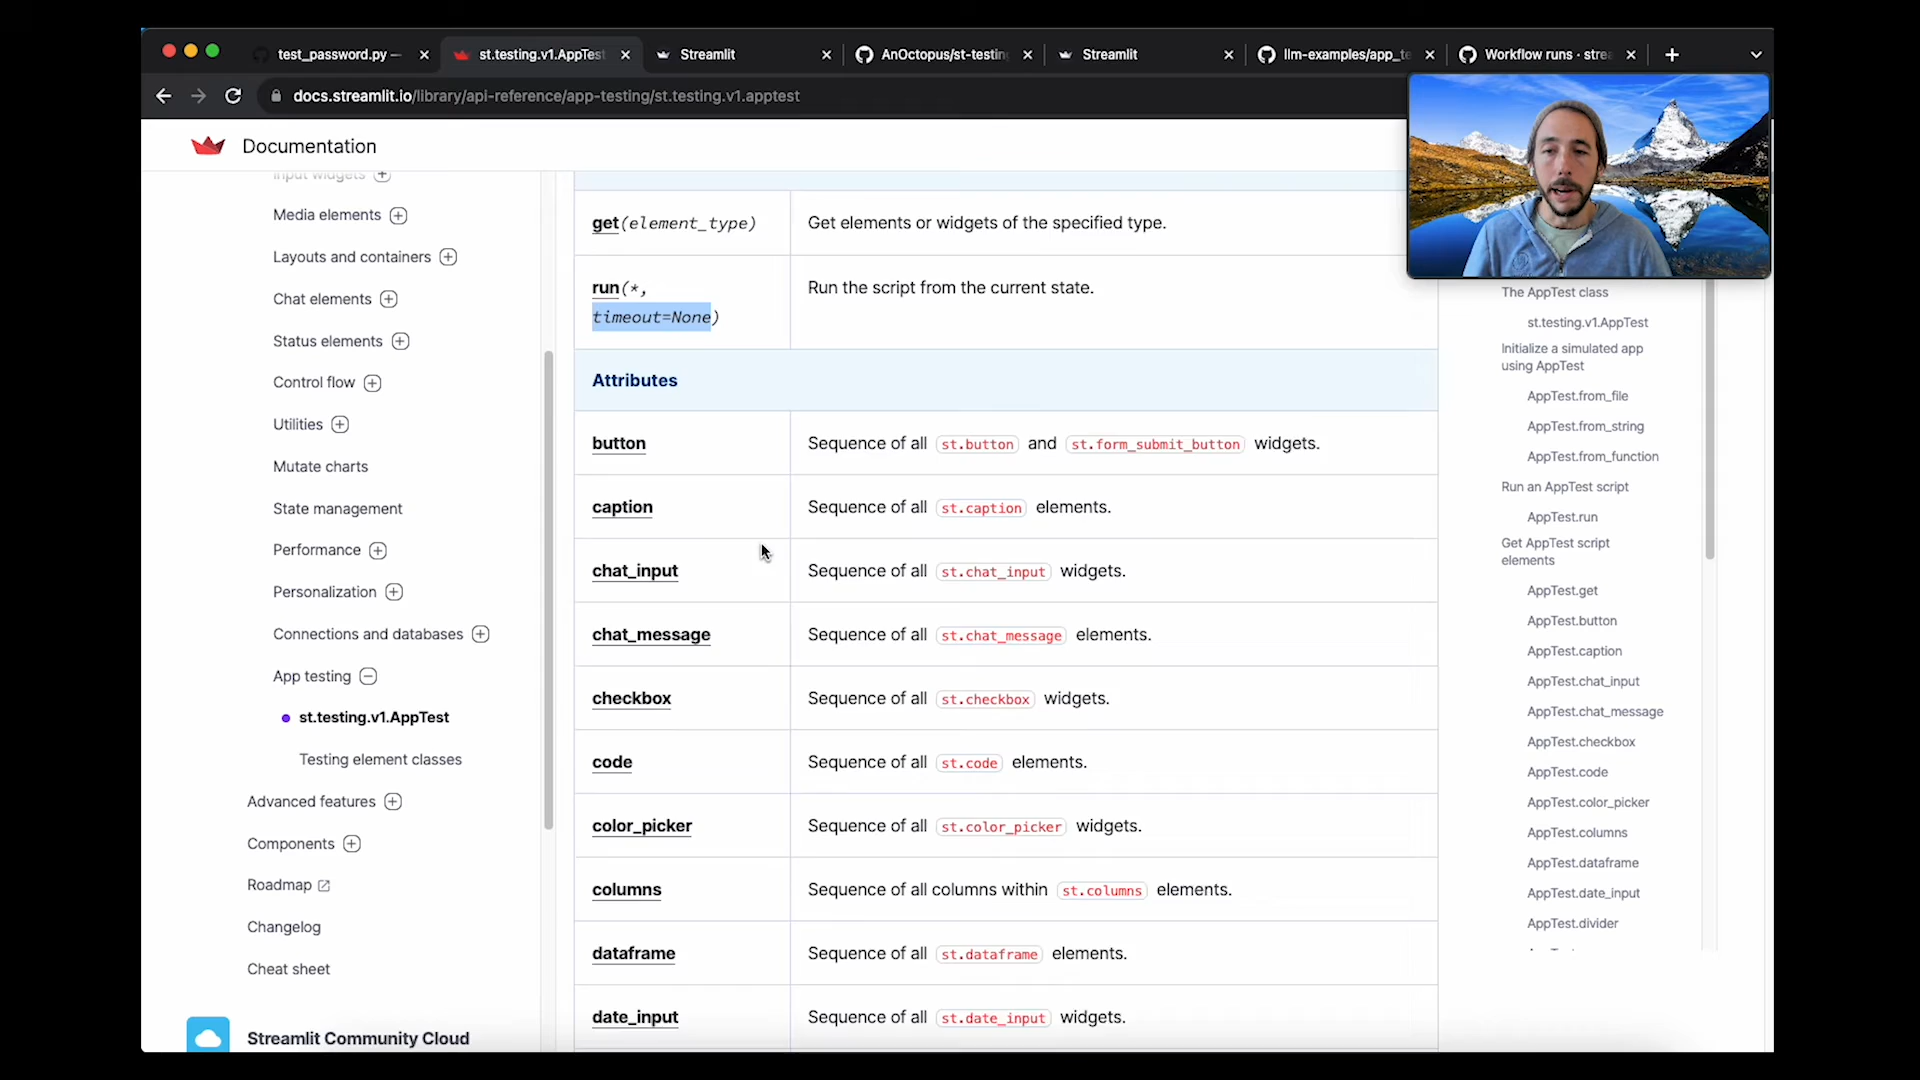 test_password.py —
st.testing.v1.AppTest
Streamlit
AnOctopus/st-testin
Streamlit
llm-examples/app_te
Workflow runs · strea
docs.streamlit.io/library/api-reference/app-testing/st.testing.v1.apptest
Documentation
Input widgets
Media elements
Layouts and containers
Chat elements
Status elements
Control flow
Utilities
Mutate charts
State management
Performance
Personalization
Connections and databases
App testing
st.testing.v1.AppTest
Testing element classes
Advanced features
Components
Roadmap
Changelog
Cheat sheet
Streamlit Community Cloud
get(element_type)
Get elements or widgets of the specified type.
run(*,
timeout=None)
Run the script from the current state.
Attributes
button
Sequence of all st.button and st.form_submit_button widgets.
caption
Sequence of all st.caption elements.
chat_input
Sequence of all st.chat_input widgets.
chat_message
Sequence of all st.chat_message elements.
checkbox
Sequence of all st.checkbox widgets.
code
Sequence of all st.code elements.
color_picker
Sequence of all st.color_picker widgets.
columns
Sequence of all columns within st.columns elements.
dataframe
Sequence of all st.dataframe elements.
date_input
Sequence of all st.date_input widgets.
The AppTest class
st.testing.v1.AppTest
Initialize a simulated app
using AppTest
AppTest.from_file
AppTest.from_string
AppTest.from_function
Run an AppTest script
AppTest.run
Get AppTest script
elements
AppTest.get
AppTest.button
AppTest.caption
AppTest.chat_input
AppTest.chat_message
AppTest.checkbox
AppTest.code
AppTest.color_picker
AppTest.columns
AppTest.dataframe
AppTest.date_input
AppTest.divider